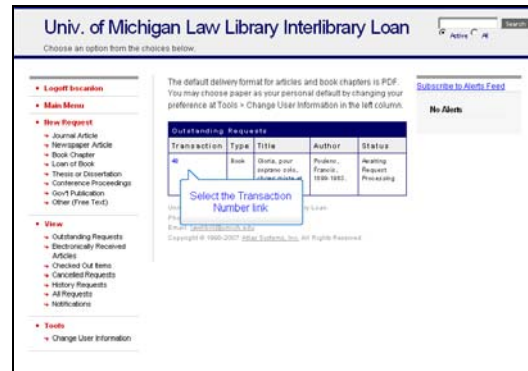 Univ. of Michigan Law Library Interlibrary Loan
Choose an option from the choices below.
Search
Active All
Logoff bscanlon
Main Menu
New Request
Journal Article
Newspaper Article
Book Chapter
Loan of Book
Thesis or Dissertation
Conference Proceedings
Gov't Publication
Other (Free Text)
View
Outstanding Requests
Electronically Received
Articles
Checked Out Items
Cancelled Requests
History Requests
All Requests
Notifications
Tools
Change User Information
The default delivery format for articles and book chapters is PDF.
You may choose paper as your personal default by changing your
preference at Tools > Change User Information in the left column.
Outstanding Requests
Transaction Type Title Author Status
Book Gloria, pour Poulenc, Awaiting
soprano solo, Francis, Request
1899-1963. Processing
Select the Transaction
Number link
Loan
Email:
Copyright © 1998-2007 Atlas Systems, Inc. All Rights Reserved.
Subscribe to Alerts Feed
No Alerts